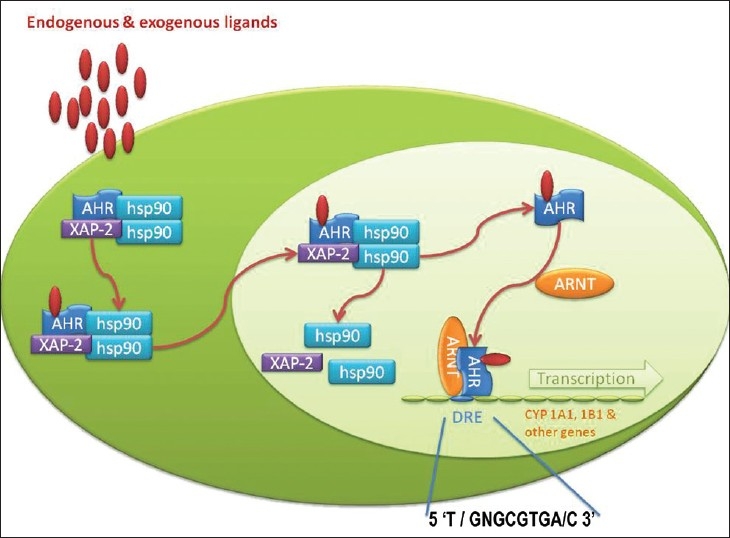 Endogenous & exogenous ligands
AHR
hsp90
XAP-2
hsp90
AHR
hsp90
XAP-2
hsp90
AHR
hsp90
XAP-2
hsp90
AHR
ARNT
hsp90
XAP-2
hsp90
ARNT
AHR
Transcription
DRE
CYP 1A1, 1B1 &
other genes
5 ‘T / GNGCGTGA/C 3’